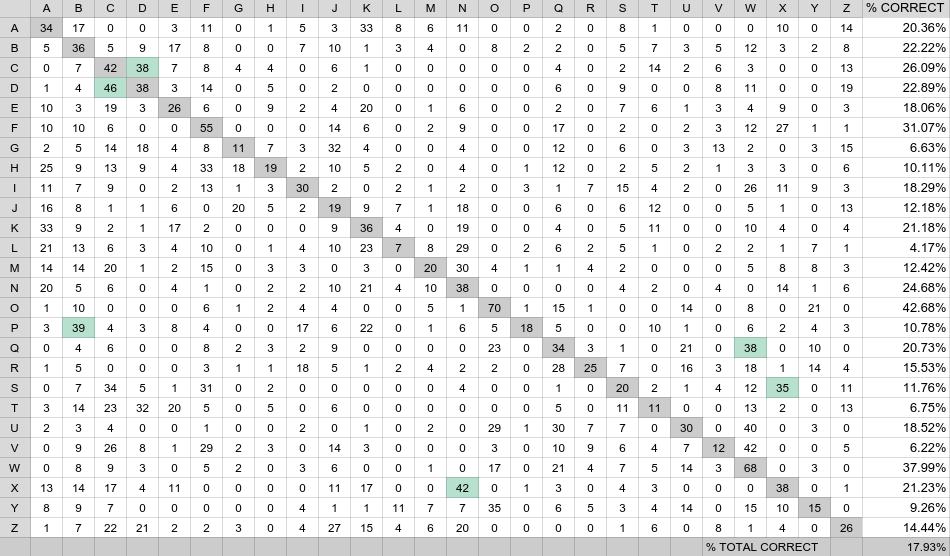 A B C D E F G H I J K L M N O P Q R S T U V W X Y Z % CORRECT
A 34 17 0 0 3 11 0 1 5 3 33 8 6 11 0 0 2 0 8 1 0 0 0 10 0 14 20.36%
B 5 36 5 9 17 8 0 0 7 10 1 3 4 0 8 2 2 0 5 7 3 5 12 3 2 8 22.22%
C 0 7 42 38 7 8 4 4 0 6 1 0 0 0 0 0 4 0 2 14 2 6 3 0 0 13 26.09%
D 1 4 46 38 3 14 0 5 0 2 0 0 0 0 0 0 6 0 9 0 0 8 11 0 0 19 22.89%
E 10 3 19 3 26 6 0 9 2 4 20 0 1 6 0 0 2 0 7 6 1 3 4 9 0 3 18.06%
F 10 10 6 0 0 55 0 0 0 14 6 0 2 9 0 0 17 0 2 0 2 3 12 27 1 1 31.07%
G 2 5 14 18 4 8 11 7 3 32 4 0 0 4 0 0 12 0 6 0 3 13 2 0 3 15 6.63%
H 25 9 13 9 4 33 18 19 2 10 5 2 0 4 0 1 12 0 2 5 2 1 3 3 0 6 10.11%
I 11 7 9 0 2 13 1 3 30 2 0 2 1 2 0 3 1 7 15 4 2 0 26 11 9 3 18.29%
J 16 8 1 1 6 0 20 5 2 19 9 7 1 18 0 0 6 0 6 12 0 0 5 1 0 13 12.18%
K 33 9 2 1 17 2 0 0 0 9 36 4 0 19 0 0 4 0 5 11 0 0 10 4 0 4 21.18%
L 21 13 6 3 4 10 0 1 4 10 23 7 8 29 0 2 6 2 5 1 0 2 2 1 7 1 4.17%
M 14 14 20 1 2 15 0 3 3 0 3 0 20 30 4 1 1 4 2 0 0 0 5 8 8 3 12.42%
N 20 5 6 0 4 1 0 2 2 10 21 4 10 38 0 0 0 0 4 2 0 4 0 14 1 6 24.68%
O 1 10 0 0 0 6 1 2 4 4 0 0 5 1 70 1 15 1 0 0 14 0 8 0 21 0 42.68%
P 3 39 4 3 8 4 0 0 17 6 22 0 1 6 5 18 5 0 0 10 1 0 6 2 4 3 10.78%
Q 0 4 6 0 0 8 2 3 2 9 0 0 0 0 23 0 34 3 1 0 21 0 38 0 10 0 20.73%
R 1 5 0 0 0 3 1 1 18 5 1 2 4 2 2 0 28 25 7 0 16 3 18 1 14 4 15.53%
S 0 7 34 5 1 31 0 2 0 0 0 0 0 4 0 0 1 0 20 2 1 4 12 35 0 11 11.76%
T 3 14 23 32 20 5 0 5 0 6 0 0 0 0 0 0 5 0 11 11 0 0 13 2 0 13 6.75%
U 2 3 4 0 0 1 0 0 2 0 1 0 2 0 29 1 30 7 7 0 30 0 40 0 3 0 18.52%
V 0 9 26 8 1 29 2 3 0 14 3 0 0 0 3 0 10 9 6 4 7 12 42 0 0 5 6.22%
W 0 8 9 3 0 5 2 0 3 6 0 0 1 0 17 0 21 4 7 5 14 3 68 0 3 0 37.99%
X 13 14 17 4 11 0 0 0 0 11 17 0 0 42 0 1 3 0 4 3 0 0 0 38 0 1 21.23%
Y 8 9 7 0 0 0 0 0 4 1 1 11 7 7 35 0 6 5 3 4 14 0 15 10 15 0 9.26%
Z 1 7 22 21 2 2 3 0 4 27 15 4 6 20 0 0 0 0 1 6 0 8 1 4 0 26 14.44%
% TOTAL CORRECT 17.93%